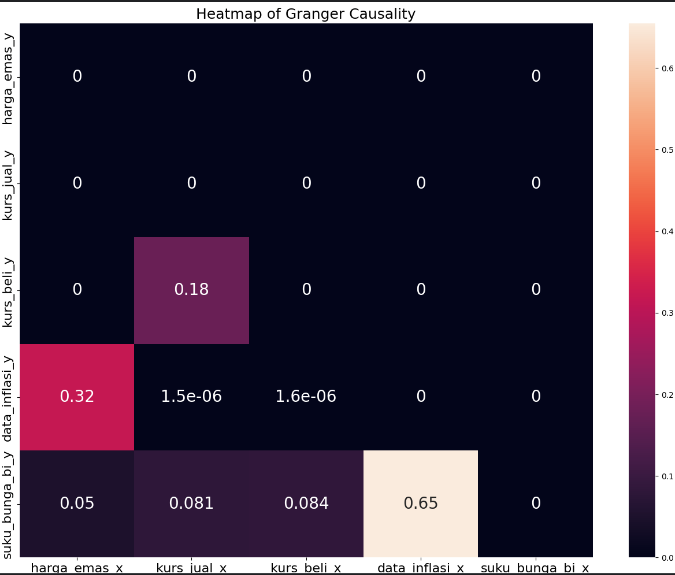 Heatmap of Granger Causality
harga_emas_y
0 0 0 0 0
kurs_jual_y
0 0 0 0 0
kurs_beli_y
0 0.18 0 0 0
data_inflasi_y
0.32 1.5e-06 1.6e-06 0 0
suku_bunga_bi_y
0.05 0.081 0.084 0.65 0
harga_emas_x kurs_jual_x kurs_beli_x data_inflasi_x suku_bunga_bi_x
0.6
0.5
0.4
0.3
0.2
0.1
0.0